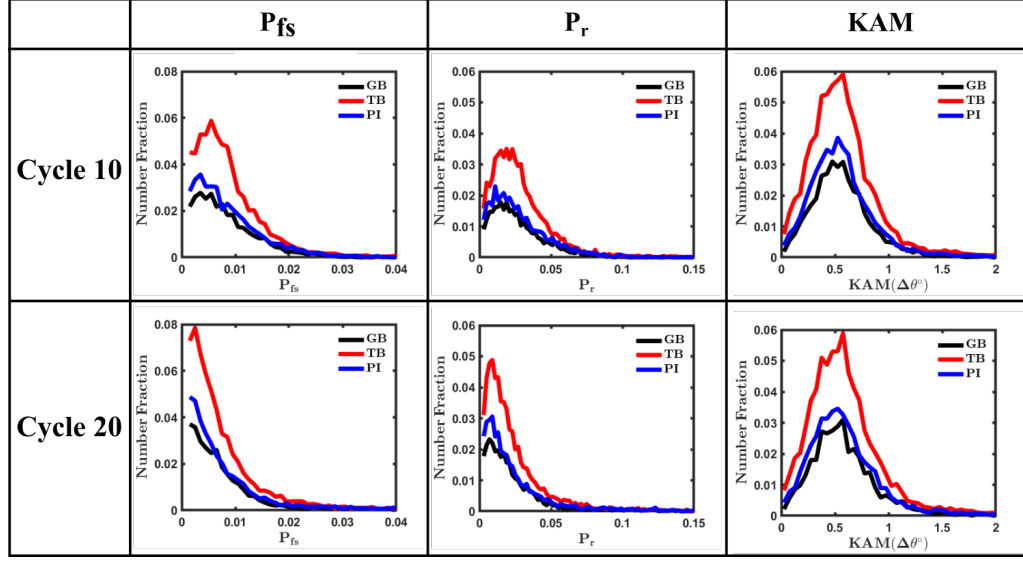 P_fs P_r KAM
Cycle 10
0.08
0.06
0.04
0.02
0
0 0.01 0.02 0.03 0.04
Number Fraction
P_fs
GB
TB
PI
0.06
0.05
0.04
0.03
0.02
0.01
0
0 0.05 0.1 0.15
Number Fraction
P_r
GB
TB
PI
0.06
0.05
0.04
0.03
0.02
0.01
0
0 0.5 1 1.5 2
Number Fraction
KAM(Δθ°)
GB
TB
PI
Cycle 20
0.08
0.06
0.04
0.02
0
0 0.01 0.02 0.03 0.04
Number Fraction
P_fs
GB
TB
PI
0.06
0.05
0.04
0.03
0.02
0.01
0
0 0.05 0.1 0.15
Number Fraction
P_r
GB
TB
PI
0.06
0.05
0.04
0.03
0.02
0.01
0
0 0.5 1 1.5 2
Number Fraction
KAM(Δθ°)
GB
TB
PI